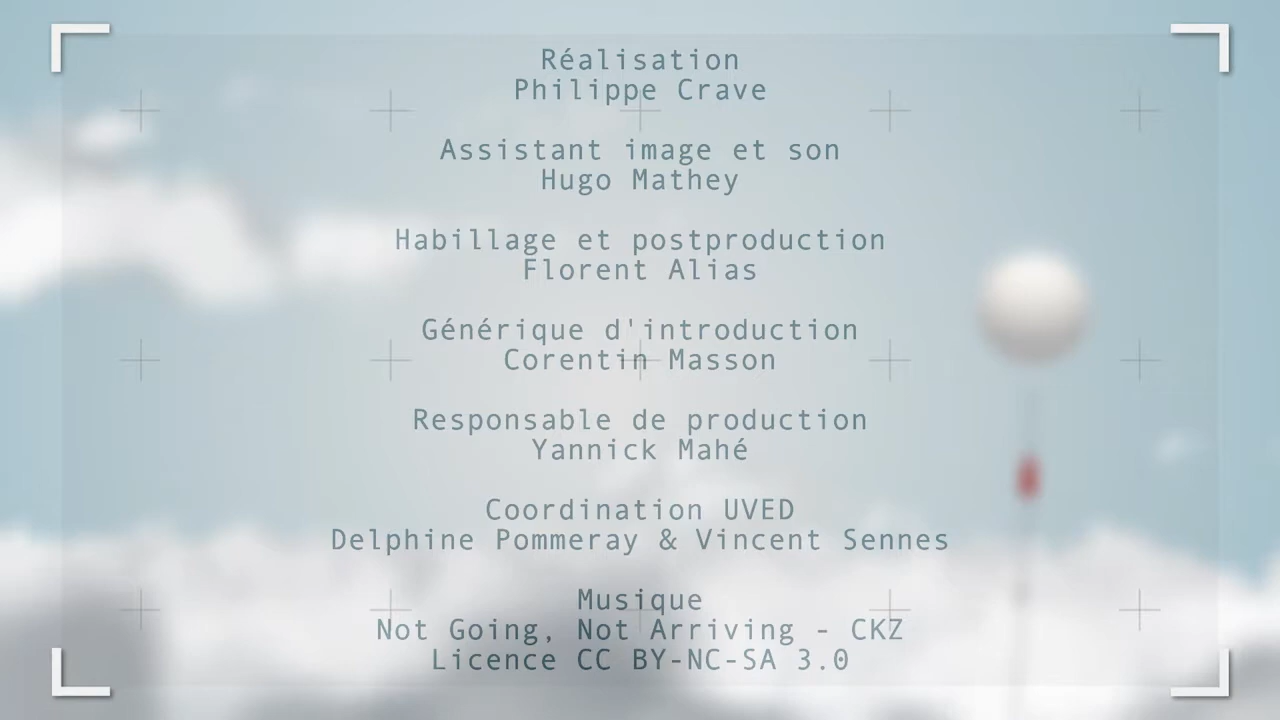 Réalisation
Philippe Crave
Assistant image et son
Hugo Mathey
Habillage et postproduction
Florent Alias
Générique d'introduction
Corentin Masson
Responsable de production
Yannick Mahé
Coordination UVED
Delphine Pommeray & Vincent Sennes
Musique
Not Going, Not Arriving - CKZ
Licence CC BY-NC-SA 3.0